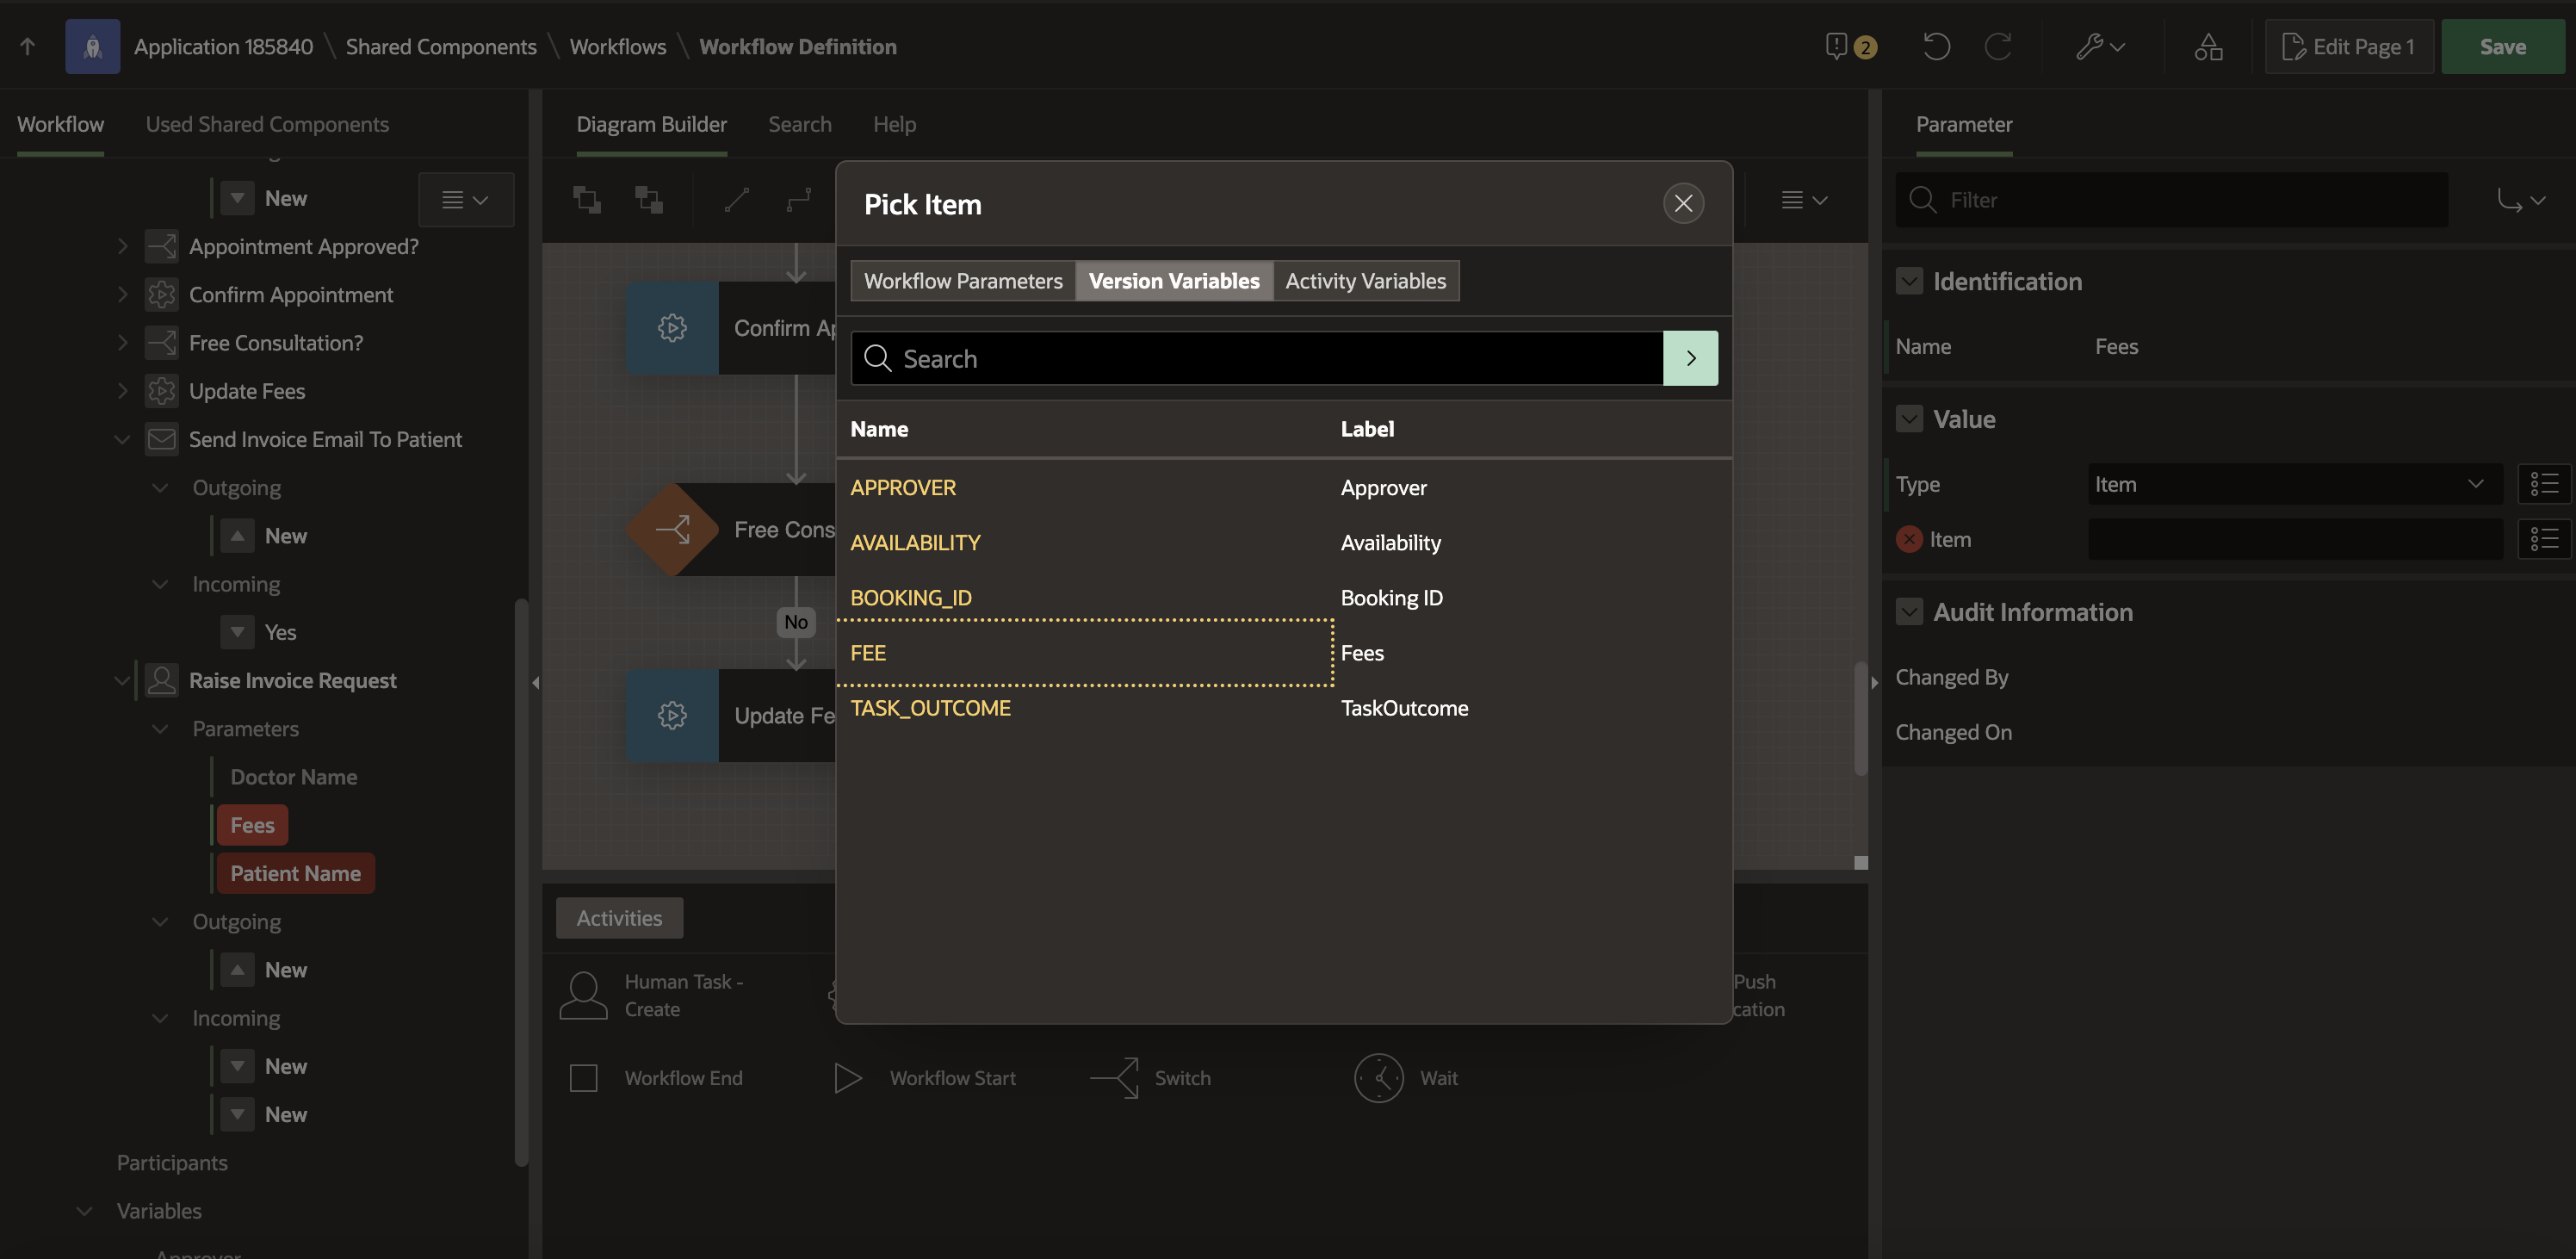 Application 185840 \ Shared Components \ Workflows \ Workflow Definition
2
Edit Page 1
Save
Workflow
Used Shared Components
New
Appointment Approved?
Confirm Appointment
Free Consultation?
Update Fees
Send Invoice Email To Patient
Outgoing
New
Incoming
Yes
Raise Invoice Request
Parameters
Doctor Name
Fees
Patient Name
Outgoing
New
Incoming
New
New
Participants
Variables
Approver
Diagram Builder
Search
Help
Confirm Ap
Free Cons
No
Update Fe
Pick Item
Workflow Parameters
Version Variables
Activity Variables
Search
Name Label
APPROVER Approver
AVAILABILITY Availability
BOOKING_ID Booking ID
FEE Fees
TASK_OUTCOME TaskOutcome
Activities
Human Task -
Create
Push
cation
Workflow End
Workflow Start
Switch
Wait
Parameter
Filter
Identification
Name Fees
Value
Type Item
Item
Audit Information
Changed By
Changed On